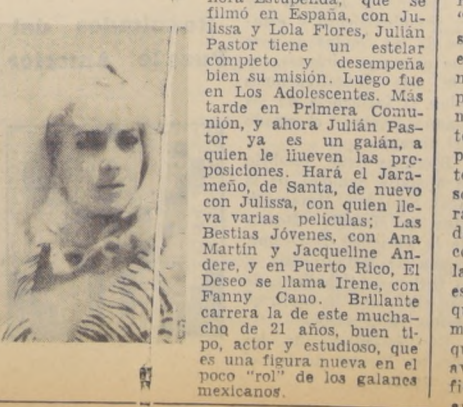 nora Estupenda, que se
filmó en España, con Ju-
lissa y Lola Flores, Julián
Pastor tiene un estelar
completo y desempeña
bien su misión. Luego fue
en Los Adolescentes. Más
tarde en Primera Comu-
nión, y ahora Julián Pas-
tor ya es un galán, a
quien le llueven las pro-
posiciones. Hará el Jara-
meño, de Santa, de nuevo
con Julissa, con quien lle-
va varias películas; Las
Bestias Jóvenes, con Ana
Martín y Jacqueline An-
dere, y en Puerto Rico, El
Deseo se llama Irene, con
Fanny Cano. Brillante
carrera la de este mucha-
cho de 21 años, buen ti-
po, actor y estudioso, que
es una figura nueva en el
poco "rol" de los galanes
mexicanos.